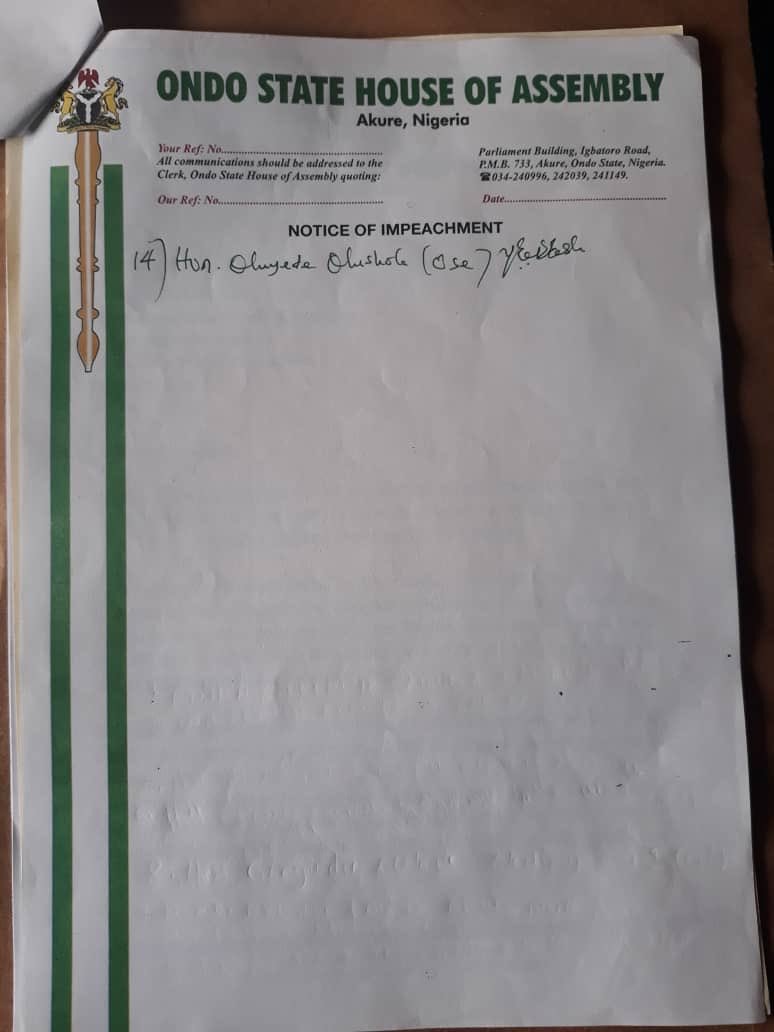 ONDO STATE HOUSE OF ASSEMBLY
Akure, Nigeria
Your Ref: No...........................................
All communications should be addressed to the
Clerk, Ondo State House of Assembly quoting:
Our Ref: No...........................................
Parliament Building, Igbatoro Road,
P.M.B. 733, Akure, Ondo State, Nigeria.
☎034-240996, 242039, 241149.
Date...........................................
NOTICE OF IMPEACHMENT
14) Hon. Oluyede Olushola (Ose)